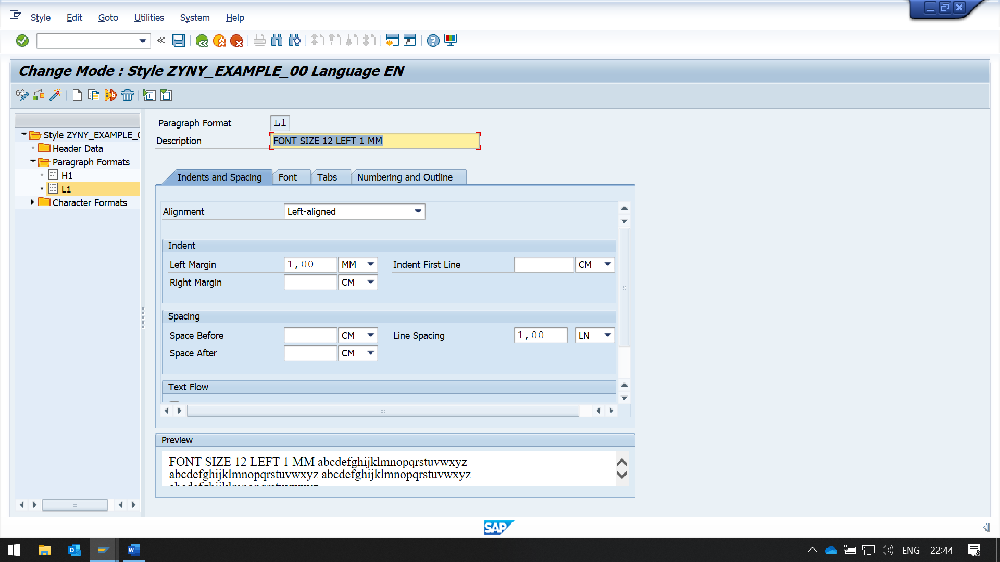 Style Edit Goto Utilities System Help
Change Mode : Style ZYNY_EXAMPLE_00 Language EN
Style ZYNY_EXAMPLE_0
Header Data
Paragraph Formats
H1
L1
Character Formats
Paragraph Format L1
Description FONT SIZE 12 LEFT 1 MM
Indents and Spacing Font Tabs Numbering and Outline
Alignment Left-aligned
Indent
Left Margin 1,00 MM Indent First Line CM
Right Margin CM
Spacing
Space Before CM Line Spacing 1,00 LN
Space After CM
Text Flow
Preview
FONT SIZE 12 LEFT 1 MM abcdefghijklmnopqrstuvwxyz
abcdefghijklmnopqrstuvwxyz abcdefghijklmnopqrstuvwxyz
SAP
ENG 22:44